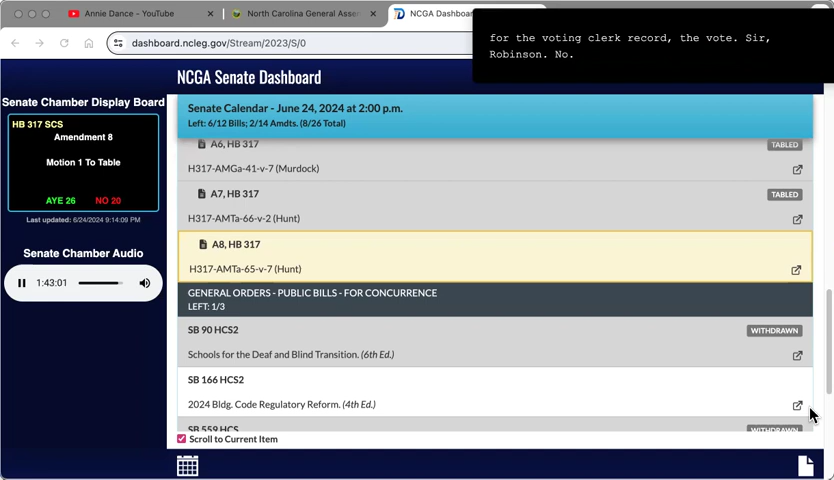 Annie Dance – YouTube
North Carolina General Assem
NCGA Dashboa
dashboard.ncleg.gov/Stream/2023/S/0
for the voting clerk record, the vote. Sir,
Robinson. No.
NCGA Senate Dashboard
Senate Chamber Display Board
HB 317 SCS
Amendment 8
Motion 1 To Table
AYE 26 NO 20
Last updated: 6/24/2024 9:14:09 PM
Senate Chamber Audio
1:43:01
Senate Calendar - June 24, 2024 at 2:00 p.m.
Left: 6/12 Bills; 2/14 Amdts. (8/26 Total)
A6, HB 317
TABLED
H317-AMGa-41-v-7 (Murdock)
A7, HB 317
TABLED
H317-AMTa-66-v-2 (Hunt)
A8, HB 317
H317-AMTa-65-v-7 (Hunt)
GENERAL ORDERS - PUBLIC BILLS - FOR CONCURRENCE
LEFT: 1/3
SB 90 HCS2
WITHDRAWN
Schools for the Deaf and Blind Transition. (6th Ed.)
SB 166 HCS2
2024 Bldg. Code Regulatory Reform. (4th Ed.)
SB 559 HCS
WITHDRAWN
Scroll to Current Item